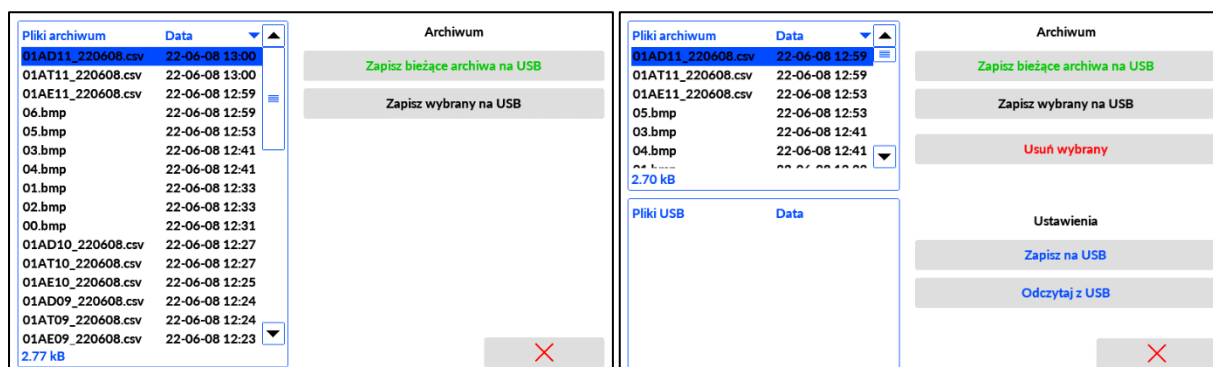 Pliki archiwum Data
01AD11_220608.csv 22-06-08 13:00
01AT11_220608.csv 22-06-08 13:00
01AE11_220608.csv 22-06-08 12:59
06.bmp 22-06-08 12:59
05.bmp 22-06-08 12:53
03.bmp 22-06-08 12:41
04.bmp 22-06-08 12:41
01.bmp 22-06-08 12:33
02.bmp 22-06-08 12:33
00.bmp 22-06-08 12:31
01AD10_220608.csv 22-06-08 12:27
01AT10_220608.csv 22-06-08 12:27
01AE10_220608.csv 22-06-08 12:25
01AD09_220608.csv 22-06-08 12:24
01AT09_220608.csv 22-06-08 12:24
01AE09_220608.csv 22-06-08 12:23
2.77 kB
Archiwum
Zapisz bieżące archiwa na USB
Zapisz wybrany na USB
Pliki archiwum Data
01AD11_220608.csv 22-06-08 12:59
01AT11_220608.csv 22-06-08 12:59
01AE11_220608.csv 22-06-08 12:53
05.bmp 22-06-08 12:53
03.bmp 22-06-08 12:41
04.bmp 22-06-08 12:41
2.70 kB
Pliki USB Data
Archiwum
Zapisz bieżące archiwa na USB
Zapisz wybrany na USB
Usuń wybrany
Ustawienia
Zapisz na USB
Odczytaj z USB